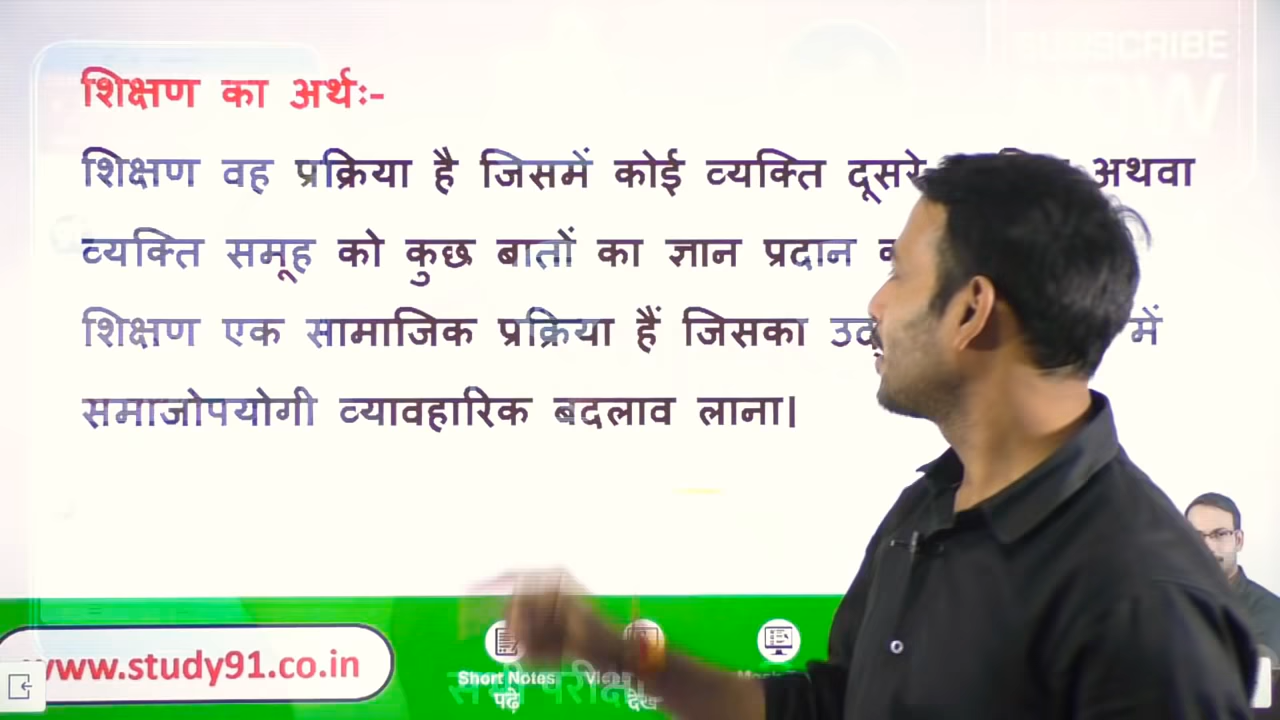 SUBSCRIBE
शिक्षण का अर्थः-
शिक्षण वह प्रक्रिया है जिसमें कोई व्यक्ति दूसरे अथवा
व्यक्ति समूह को कुछ बातों का ज्ञान प्रदान
शिक्षण एक सामाजिक प्रक्रिया हैं जिसका में
समाजोपयोगी व्यावहारिक बदलाव लाना।
www.study91.co.in
Short Notes
पढ़े